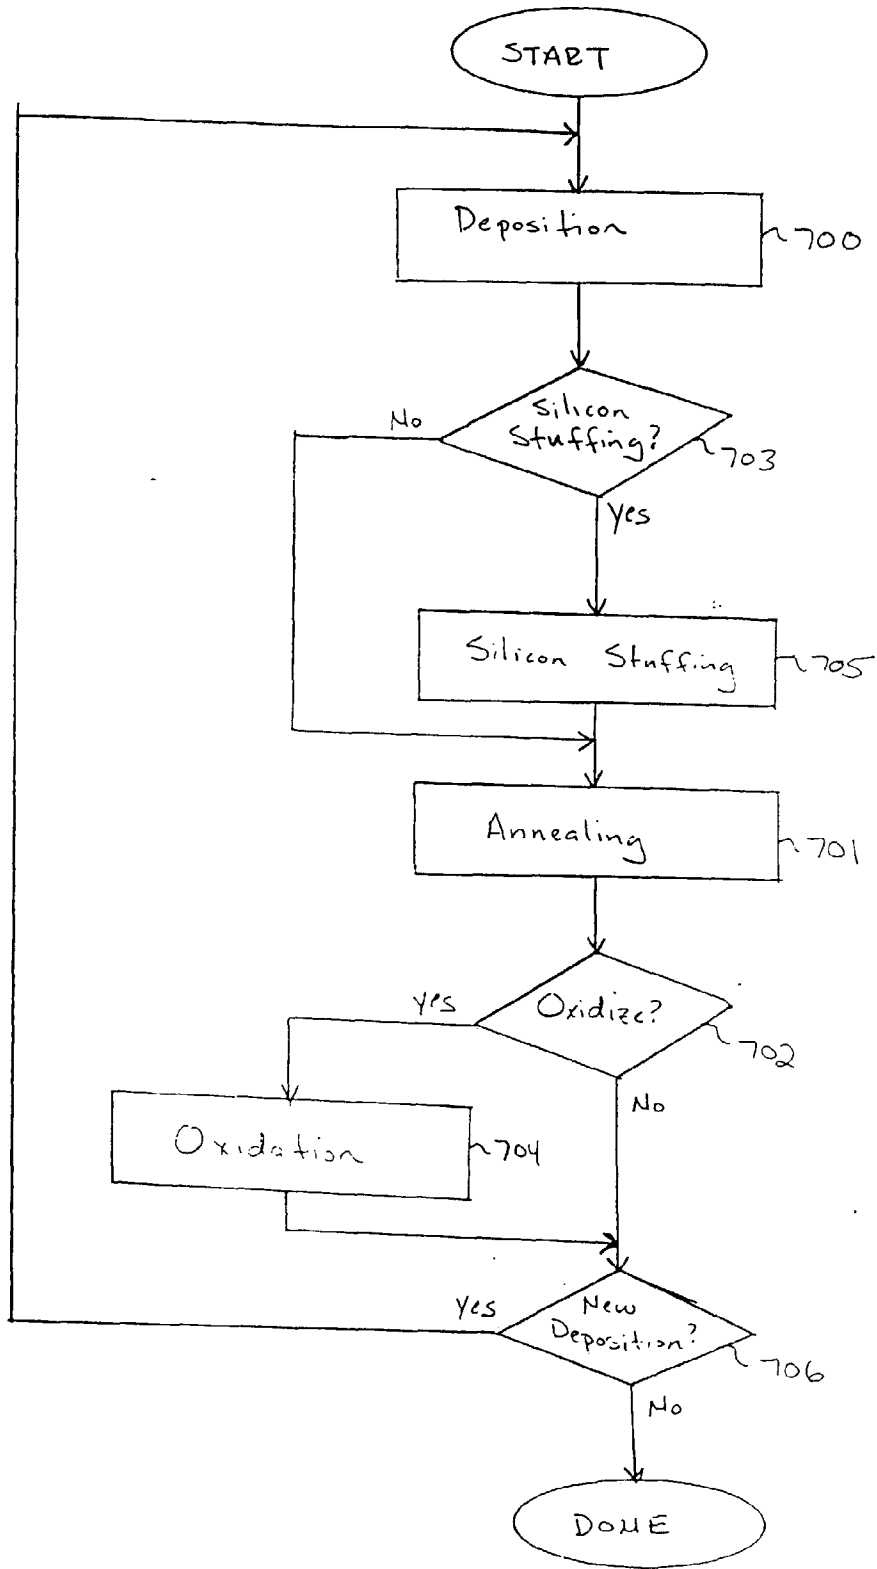 START
Deposition
700
Silicon
Stuffing?
No
703
Yes
Silicon Stuffing
705
Annealing
701
Oxidize?
Yes
702
No
Oxidation
704
New
Deposition?
Yes
706
No
DONE